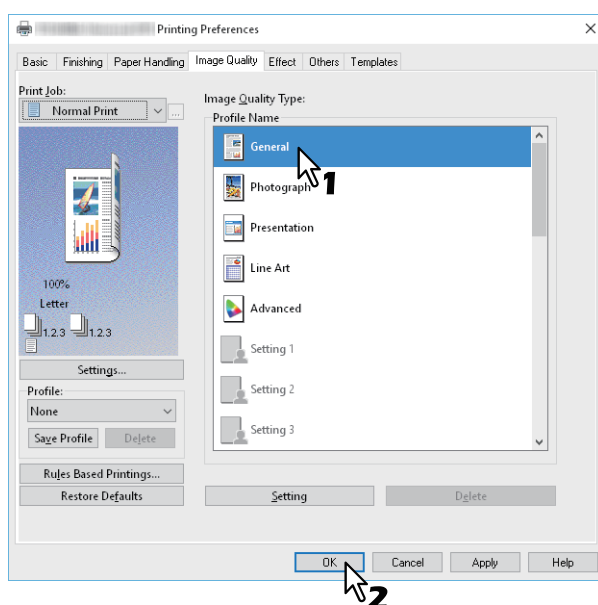 Printing Preferences
Basic Finishing Paper Handling Image Quality Effect Others Templates
Print Job:
Normal Print
...
100%
Letter
1.2.3 1.2.3
Settings...
Profile:
None
Save Profile Delete
Rules Based Printings...
Restore Defaults
Image Quality Type:
Profile Name
General
1
Photograph
Presentation
Line Art
Advanced
Setting 1
Setting 2
Setting 3
Setting Delete
OK Cancel Apply Help
2